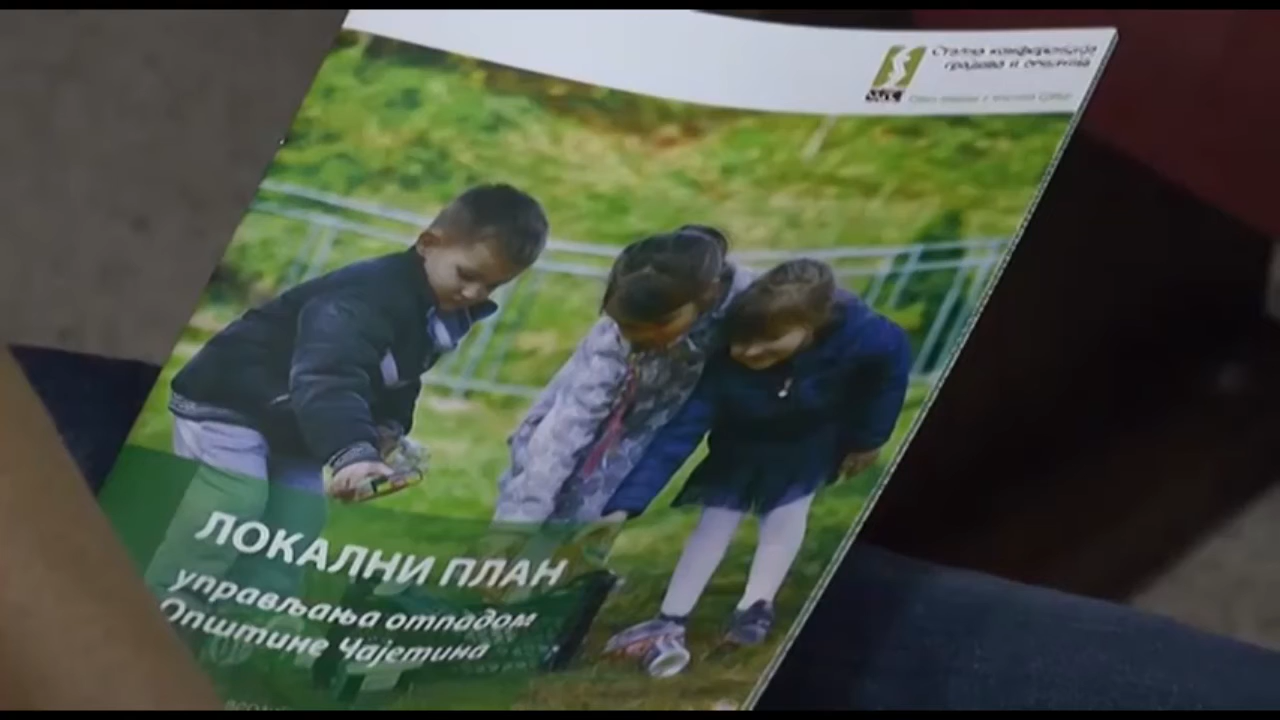 Стална конференција
градова и општина
ЛОКАЛНИ ПЛАН
управљања отпадом
Општине Чајетина